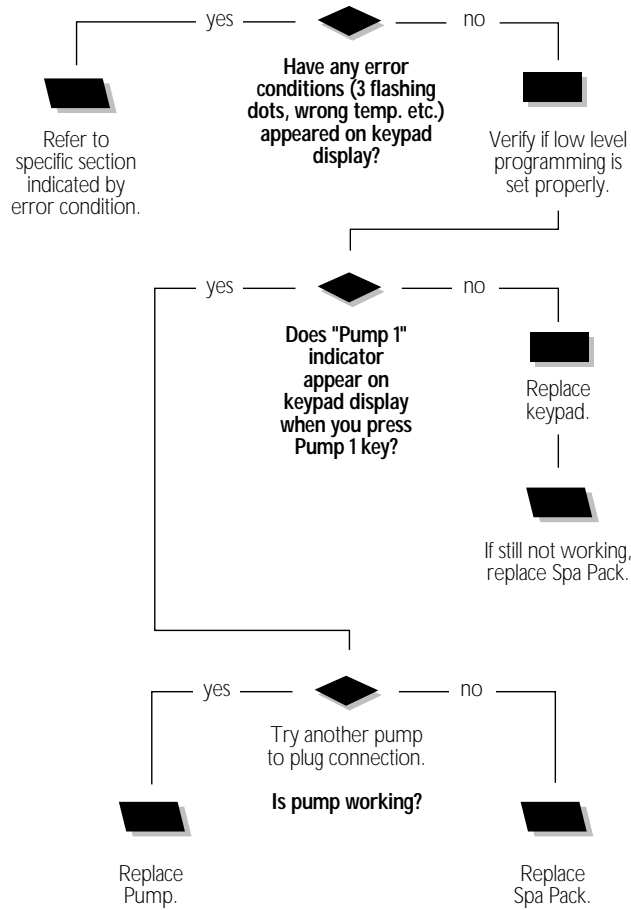 yes
no
Have any error
conditions (3 flashing
dots, wrong temp. etc.)
appeared on keypad
display?
Refer to
specific section
indicated by
error condition.
Verify if low level
programming is
set properly.
yes
no
Does "Pump 1"
indicator
appear on
keypad display
when you press
Pump 1 key?
Replace
keypad.
If still not working,
replace Spa Pack.
yes
no
Try another pump
to plug connection.
Is pump working?
Replace
Pump.
Replace
Spa Pack.